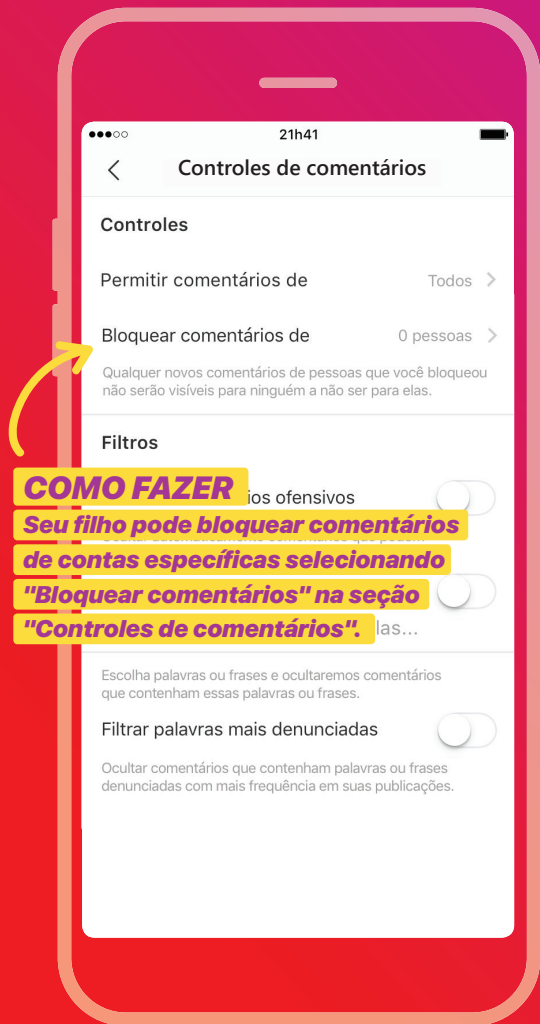 21h41
Controles de comentários
Controles
Permitir comentários de Todos
Bloquear comentários de 0 pessoas
Qualquer novos comentários de pessoas que você bloqueou
não serão visíveis para ninguém a não ser para elas.
Filtros
ios ofensivos
COMO FAZER
Seu filho pode bloquear comentários
de contas específicas selecionando
"Bloquear comentários" na seção
"Controles de comentários".
las...
Escolha palavras ou frases e ocultaremos comentários
que contenham essas palavras ou frases.
Filtrar palavras mais denunciadas
Ocultar comentários que contenham palavras ou frases
denunciadas com mais frequência em suas publicações.